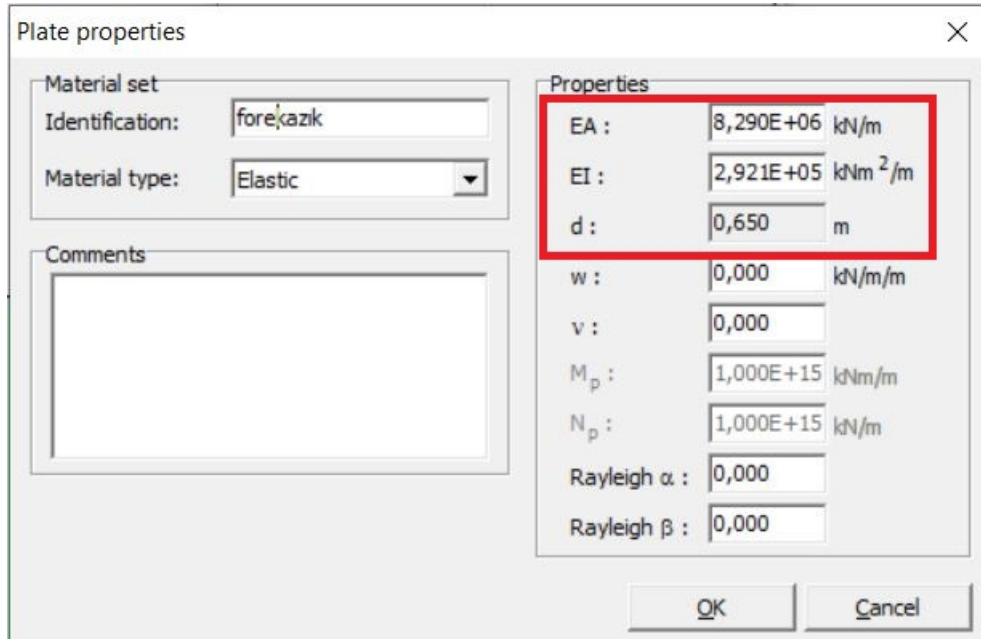 Plate properties
Material set
Identification: forekazık
Material type: Elastic
Comments
Properties
EA : 8,290E+06 kN/m
EI : 2,921E+05 kNm²/m
d : 0,650 m
w : 0,000 kN/m/m
ν : 0,000
Mp : 1,000E+15 kNm/m
Np : 1,000E+15 kN/m
Rayleigh α : 0,000
Rayleigh β : 0,000
OK
Cancel